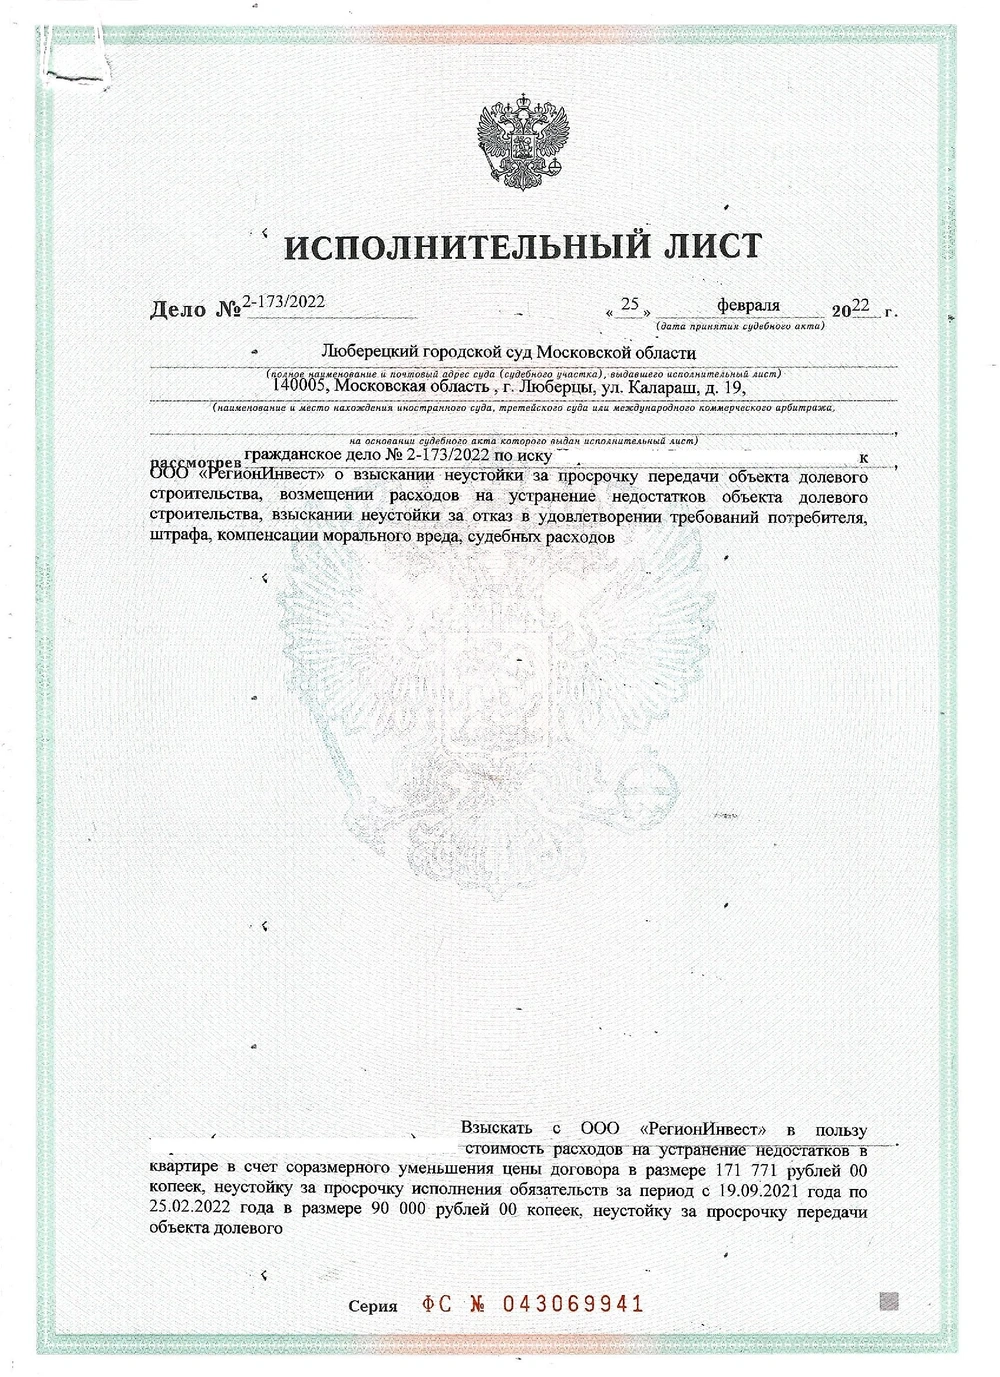 ИСПОЛНИТЕЛЬНЫЙ ЛИСТ
Дело №2-173/2022 « 25 » февраля 2022 г.
(дата принятия судебного акта)
Люберецкий городской суд Московской области
(полное наименование и почтовый адрес суда (судебного участка), выдавшего исполнительный лист)
140005, Московская область , г. Люберцы, ул. Калараш, д. 19,
(наименование и место нахождения иностранного суда, третейского суда или международного коммерческого арбитража,
,
на основании судебного акта которого выдан исполнительный лист)
рассмотрев гражданское дело № 2-173/2022 по иску к ,
ООО «РегионИнвест» о взыскании неустойки за просрочку передачи объекта долевого
строительства, возмещении расходов на устранение недостатков объекта долевого
строительства, взыскании неустойки за отказ в удовлетворении требований потребителя,
штрафа, компенсации морального вреда, судебных расходов
Взыскать с ООО «РегионИнвест» в пользу
стоимость расходов на устранение недостатков в
квартире в счет соразмерного уменьшения цены договора в размере 171 771 рублей 00
копеек, неустойку за просрочку исполнения обязательств за период с 19.09.2021 года по
25.02.2022 года в размере 90 000 рублей 00 копеек, неустойку за просрочку передачи
объекта долевого
Серия ФС № 043069941